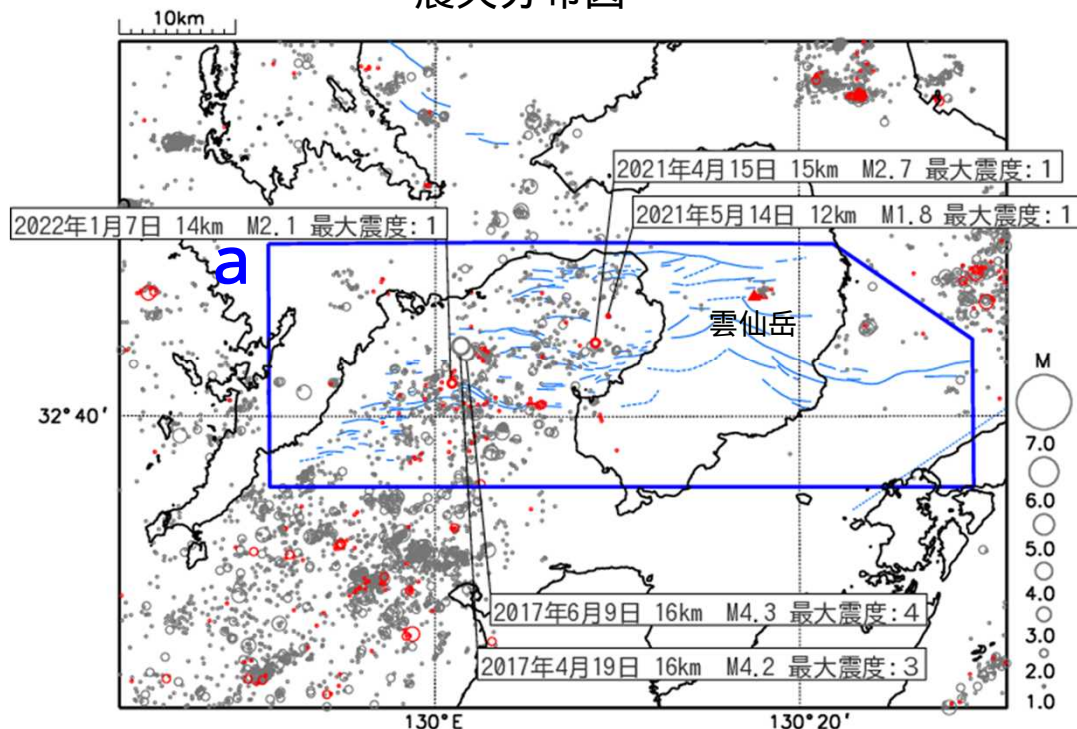 震央分布図
10km
2021年4月15日 15km M2.7 最大震度:1
2021年5月14日 12km M1.8 最大震度:1
2022年1月7日 14km M2.1 最大震度:1
a
雲仙岳
32°40′
M
7.0
6.0
5.0
4.0
3.0
2.0
1.0
2017年6月9日 16km M4.3 最大震度:4
2017年4月19日 16km M4.2 最大震度:3
130°E
130°20′